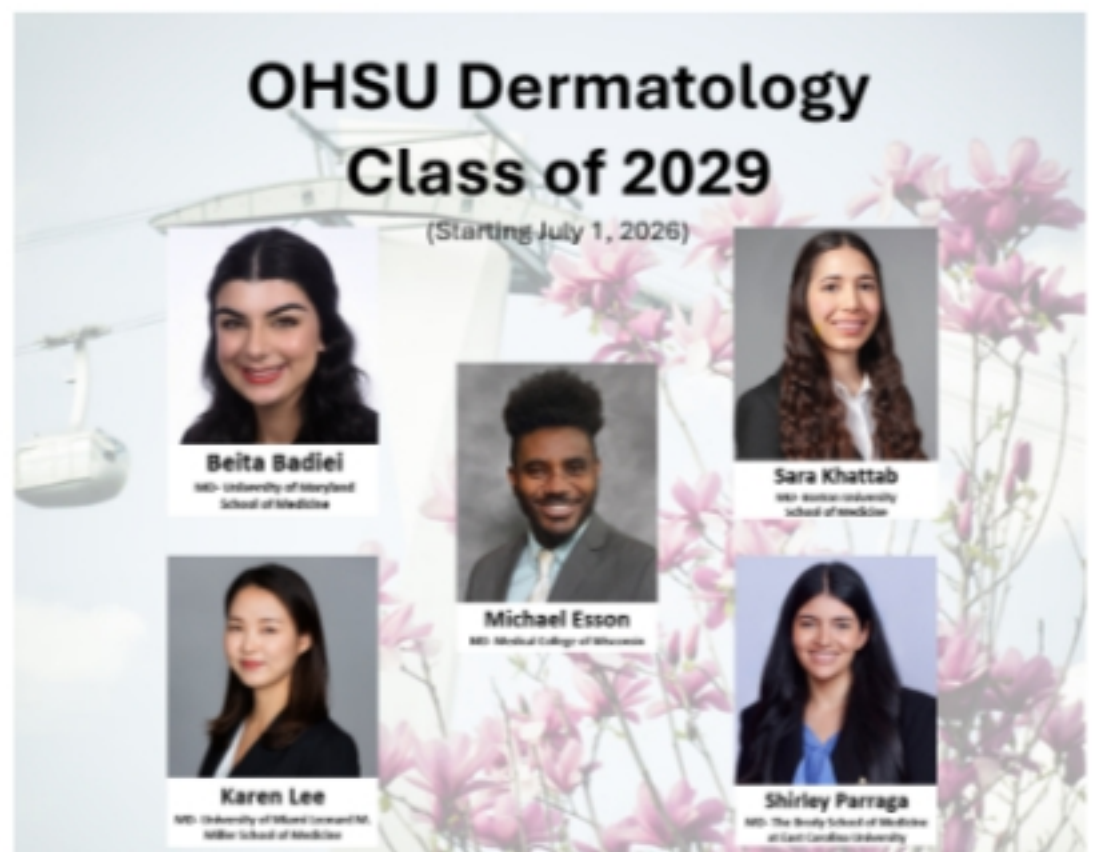 OHSU Dermatology
Class of 2029
(Starting July 1, 2026)
Beita Badiei
MD- University of Maryland
School of Medicine
Sara Khattab
MD- Boston University
School of Medicine
Michael Esson
MD- Medical College of Wisconsin
Karen Lee
MD- University of Miami Leonard M.
Miller School of Medicine
Shirley Parraga
MD- The Brody School of Medicine
at East Carolina University